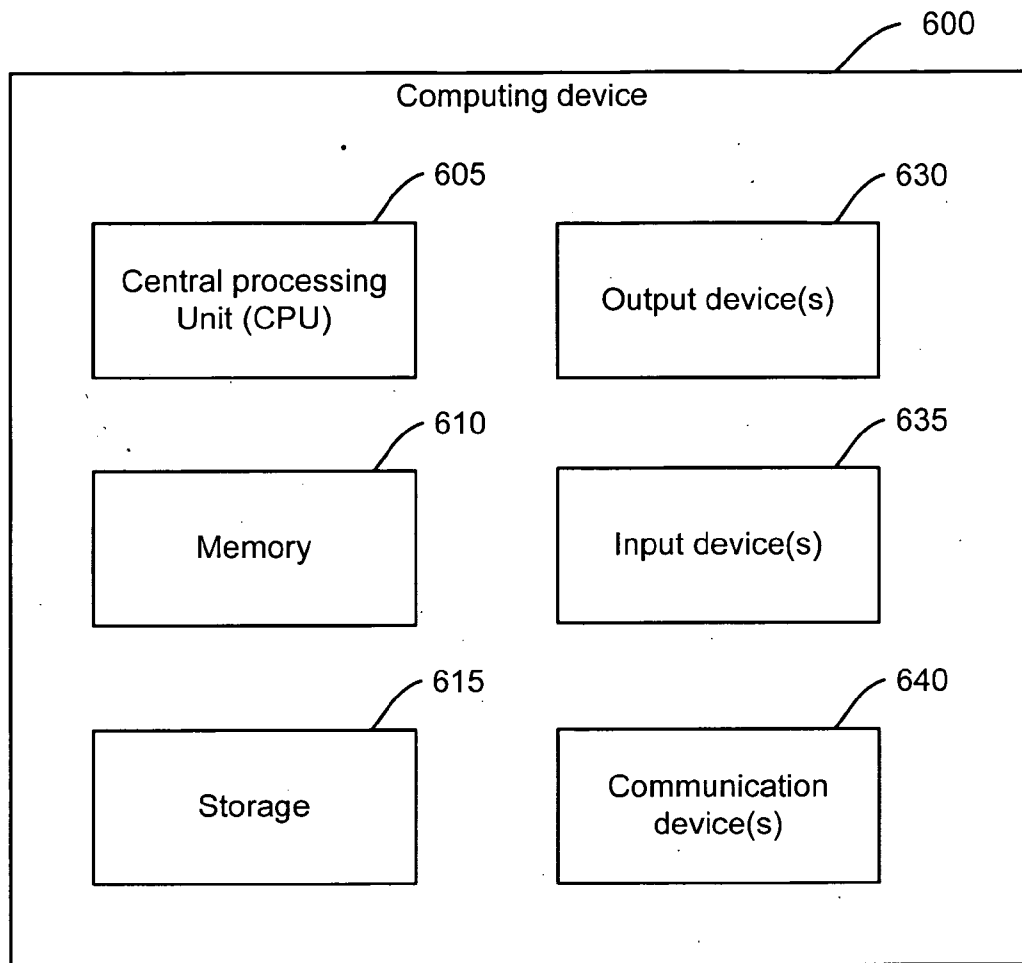 600
Computing device
605
630
Central processing
Unit (CPU)
Output device(s)
610
635
Memory
Input device(s)
615
640
Storage
Communication
device(s)